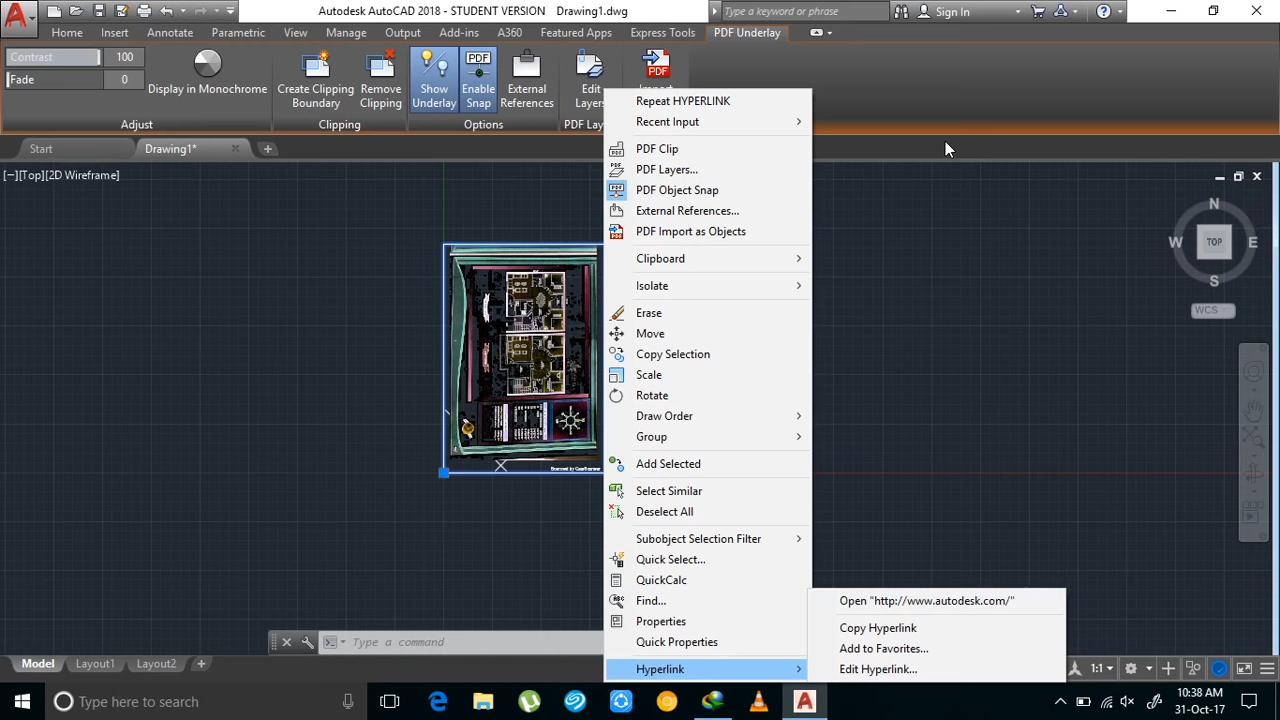 Autodesk AutoCAD 2018 - STUDENT VERSION Drawing1.dwg
Type a keyword or phrase
Sign In
Home Insert Annotate Parametric View Manage Output Add-ins A360 Featured Apps Express Tools PDF Underlay
Contrast 100
Fade 0
Display in Monochrome
Create Clipping Boundary
Remove Clipping
Show Underlay
Enable Snap
External References
Edit Layers
PDF
Adjust
Clipping
Options
Start
Drawing1*
[−][Top][2D Wireframe]
Repeat HYPERLINK
Recent Input
PDF Clip
PDF Layers...
PDF Object Snap
External References...
PDF Import as Objects
Clipboard
Isolate
Erase
Move
Copy Selection
Scale
Rotate
Draw Order
Group
Add Selected
Select Similar
Deselect All
Subobject Selection Filter
Quick Select...
QuickCalc
Find...
Properties
Quick Properties
Hyperlink
Open "http://www.autodesk.com/"
Copy Hyperlink
Add to Favorites...
Edit Hyperlink...
N
W TOP E
S
WCS
Type a command
Model Layout1 Layout2
1:1
Type here to search
10:38 AM
31-Oct-17